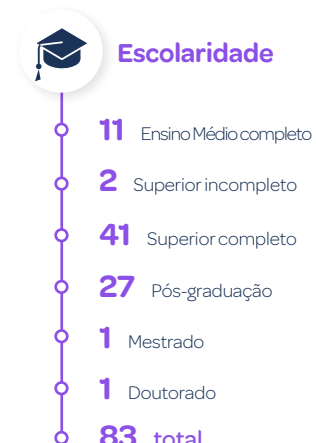 Escolaridade
11 Ensino Médio completo
2 Superior incompleto
41 Superior completo
27 Pós-graduação
1 Mestrado
1 Doutorado
83 total